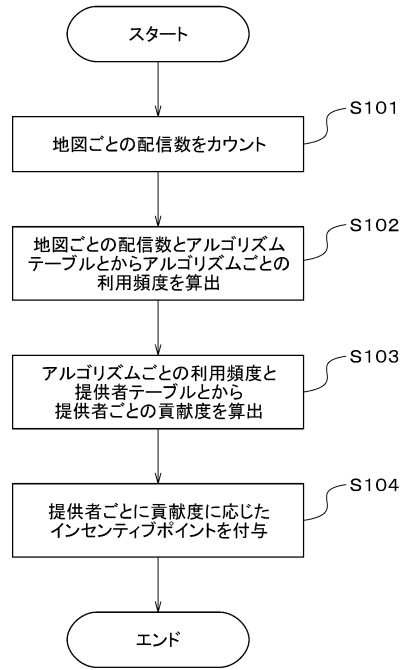 スタート
S101
地図ごとの配信数をカウント
S102
地図ごとの配信数とアルゴリズム
テーブルとからアルゴリズムごとの
利用頻度を算出
S103
アルゴリズムごとの利用頻度と
提供者テーブルとから
提供者ごとの貢献度を算出
S104
提供者ごとに貢献度に応じた
インセンティブポイントを付与
エンド